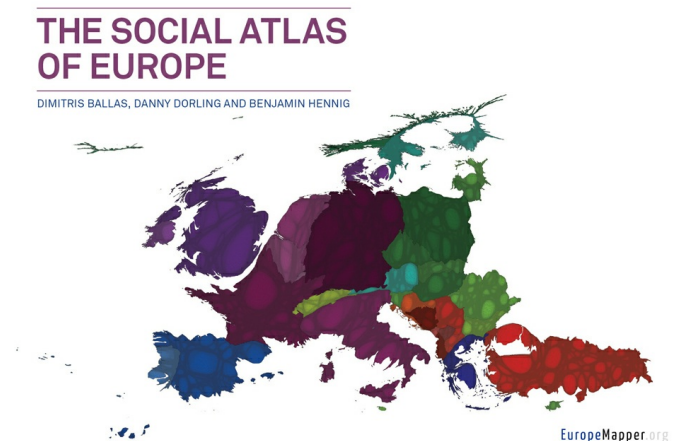 THE SOCIAL ATLAS
OF EUROPE
DIMITRIS BALLAS, DANNY DORLING AND BENJAMIN HENNIG
EuropeMapper.org